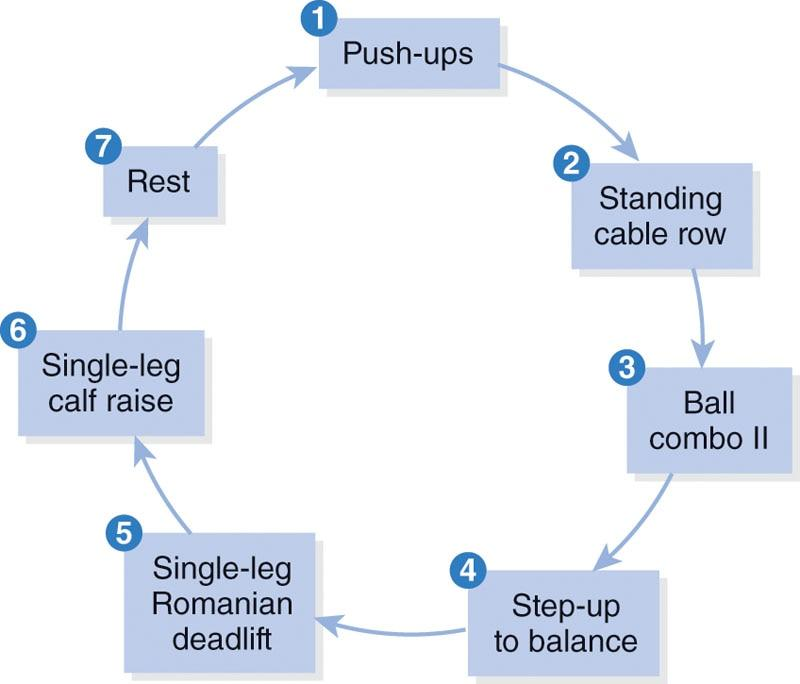 1
Push-ups
2
Standing
cable row
3
Ball
combo II
4
Step-up
to balance
5
Single-leg
Romanian
deadlift
6
Single-leg
calf raise
7
Rest